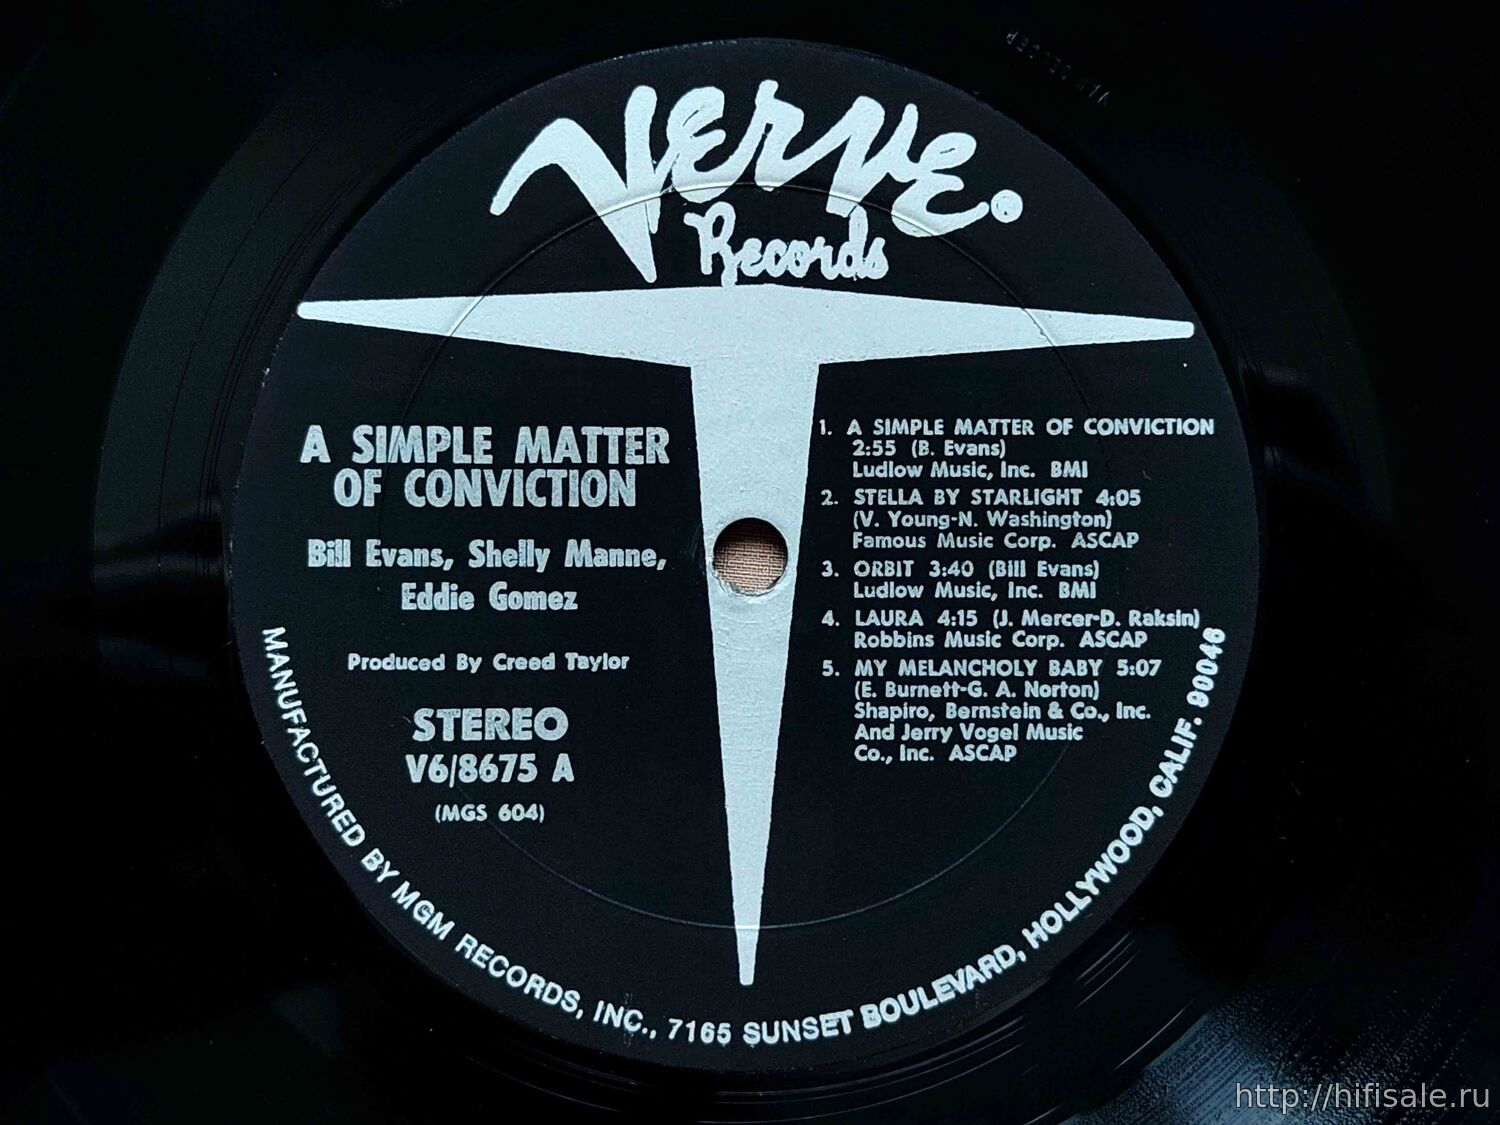 Verve.
Records
A SIMPLE MATTER
OF CONVICTION
Bill Evans, Shelly Manne,
Eddie Gomez
Produced By Creed Taylor
STEREO
V6/8675 A
(MGS 604)
1. A SIMPLE MATTER OF CONVICTION
2:55 (B. Evans)
Ludlow Music, Inc. BMI
2. STELLA BY STARLIGHT 4:05
(V. Young-N. Washington)
Famous Music Corp. ASCAP
3. ORBIT 3:40 (Bill Evans)
Ludlow Music, Inc. BMI
4. LAURA 4:15 (J. Mercer-D. Raksin)
Robbins Music Corp. ASCAP
5. MY MELANCHOLY BABY 5:07
(E. Burnett-G. A. Norton)
Shapiro, Bernstein & Co., Inc.
And Jerry Vogel Music
Co., Inc. ASCAP
MANUFACTURED BY MGM RECORDS, INC., 7165 SUNSET BOULEVARD, HOLLYWOOD, CALIF. 90046
http://hifisale.ru